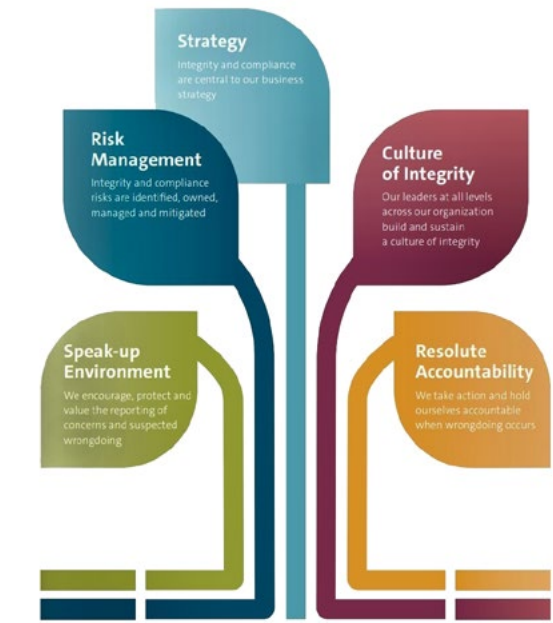 Strategy
Integrity and compliance
are central to our business
strategy
Risk
Management
Integrity and compliance
risks are identified, owned,
managed and mitigated
Culture
of Integrity
Our leaders at all levels
across our organization
build and sustain
a culture of integrity
Speak-up
Environment
We encourage, protect and
value the reporting of
concerns and suspected
wrongdoing
Resolute
Accountability
We take action and hold
ourselves accountable
when wrongdoing occurs